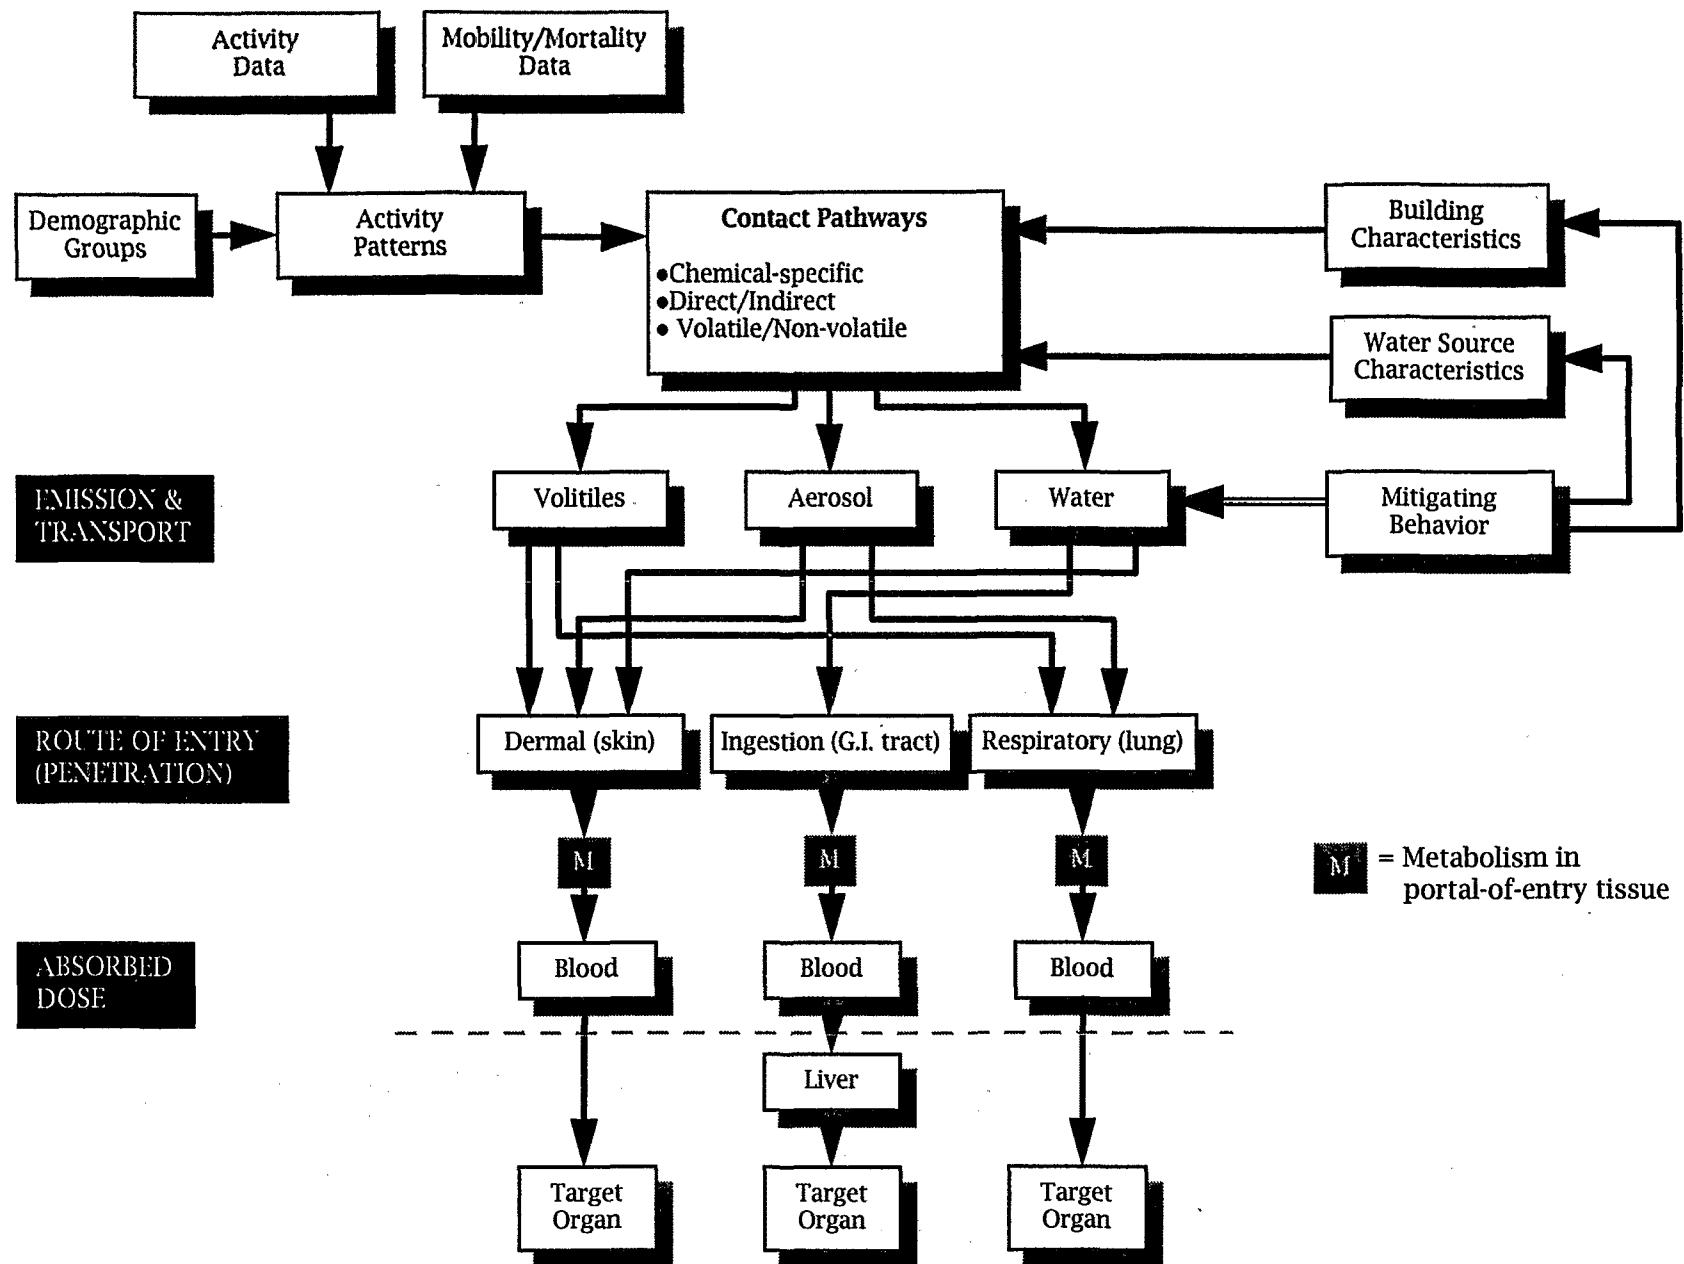 Activity
Data
Mobility/Mortality
Data
Demographic
Groups
Activity
Patterns
Contact Pathways
●Chemical-specific
●Direct/Indirect
● Volatile/Non-volatile
Building
Characteristics
Water Source
Characteristics
EMISSION &
TRANSPORT
Volitiles
Aerosol
Water
Mitigating
Behavior
ROUTE OF ENTRY
(PENETRATION)
Dermal (skin)
Ingestion (G.I. tract)
Respiratory (lung)
M
M
M
M = Metabolism in
portal-of-entry tissue
ABSORBED
DOSE
Blood
Blood
Blood
Liver
Target
Organ
Target
Organ
Target
Organ